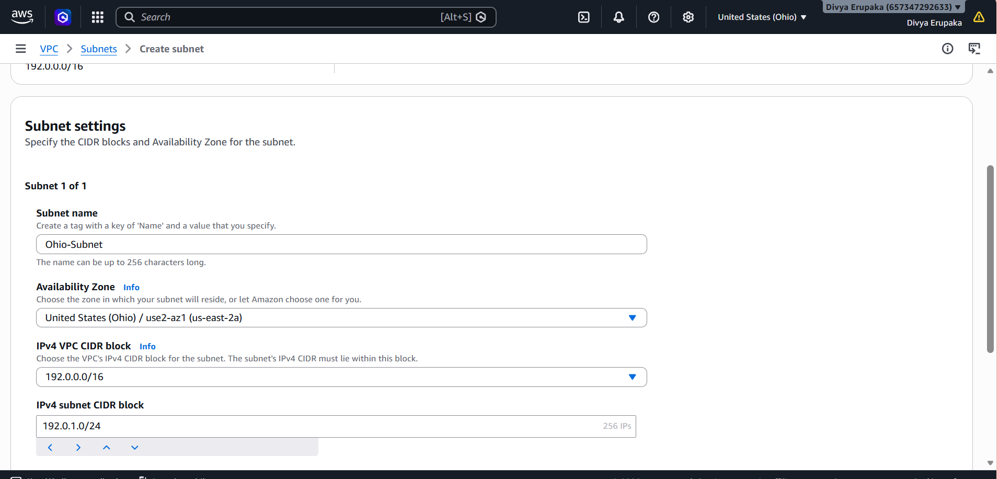 aws
Search [Alt+S]
United States (Ohio)
Divya Erupaka (657347292633)
Divya Erupaka
VPC
Subnets
Create subnet
192.0.0.0/16
Subnet settings
Specify the CIDR blocks and Availability Zone for the subnet.
Subnet 1 of 1
Subnet name
Create a tag with a key of 'Name' and a value that you specify.
Ohio-Subnet
The name can be up to 256 characters long.
Availability Zone Info
Choose the zone in which your subnet will reside, or let Amazon choose one for you.
United States (Ohio) / use2-az1 (us-east-2a)
IPv4 VPC CIDR block Info
Choose the VPC's IPv4 CIDR block for the subnet. The subnet's IPv4 CIDR must lie within this block.
192.0.0.0/16
IPv4 subnet CIDR block
192.0.1.0/24 256 IPs